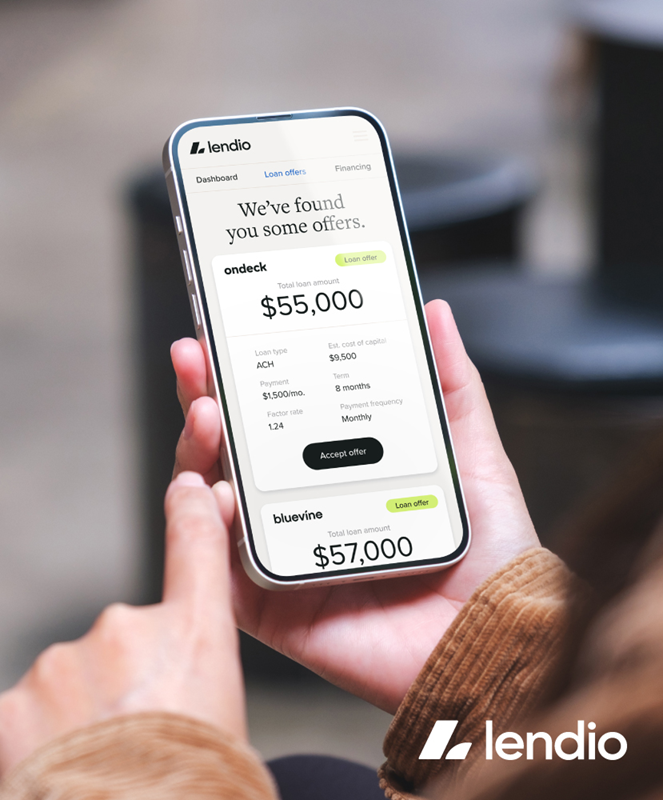 lendio
Dashboard Loan offers Financing
We’ve found
you some offers.
ondeck Loan offer
Total loan amount
$55,000
Loan type Est. cost of capital
ACH $9,500
Payment Term
$1,500/mo. 8 months
Factor rate Payment frequency
1.24 Monthly
Accept offer
bluevine Loan offer
Total loan amount
$57,000
lendio